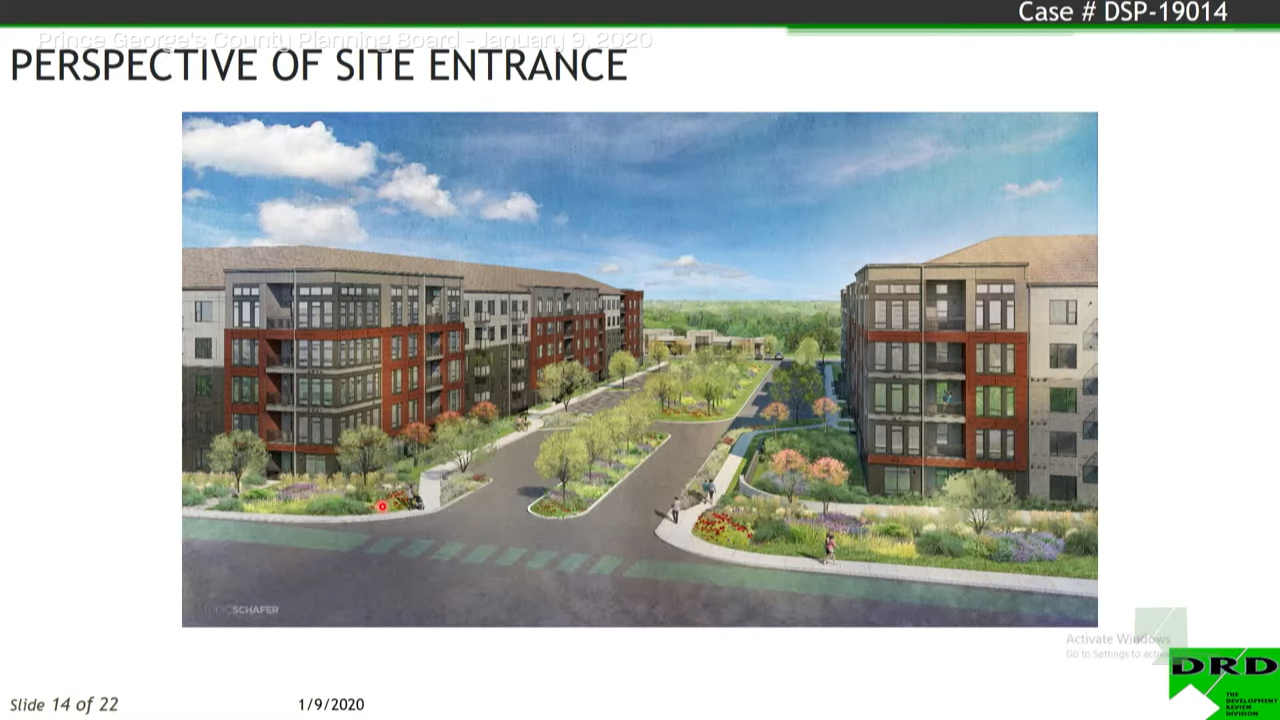 Case # DSP-19014
Prince George's County Planning Board - January 9, 2020
PERSPECTIVE OF SITE ENTRANCE
SCHAFER
Activate Windows
Go to Settings to
DRD
THE
DEVELOPMENT
REVIEW
DIVISION
Slide 14 of 22
1/9/2020